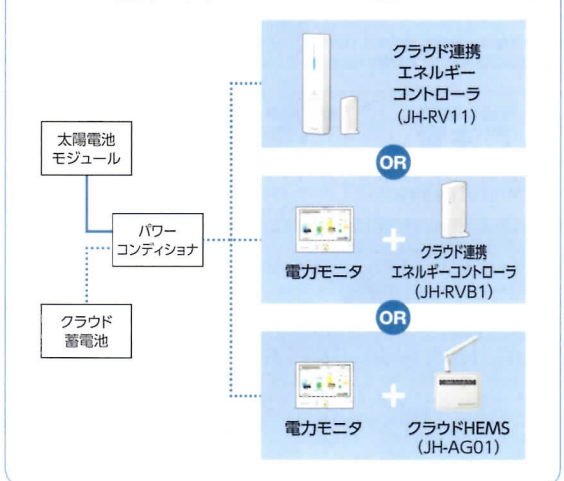 太陽電池
モジュール
パワー
コンディショナ
クラウド
蓄電池
クラウド連携
エネルギー
コントローラ
(JH-RV11)
OR
電力モニタ
+
クラウド連携
エネルギーコントローラ
(JH-RVB1)
OR
電力モニタ
+
クラウドHEMS
(JH-AG01)